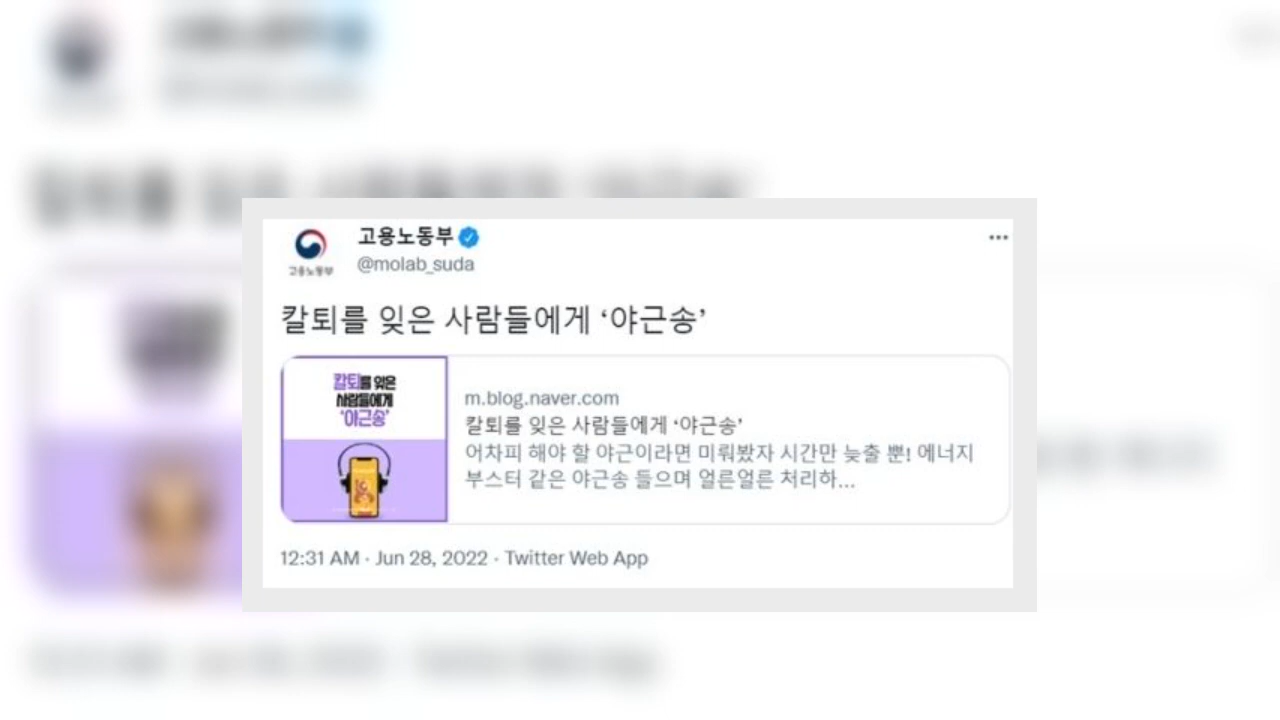 고용노동부
고용노동부
@molab_suda
칼퇴를 잊은 사람들에게 ‘야근송’
칼퇴를 잊은
사람들에게
‘야근송’
m.blog.naver.com
칼퇴를 잊은 사람들에게 ‘야근송’
어차피 해야 할 야근이라면 미뤄봤자 시간만 늦출 뿐! 에너지
부스터 같은 야근송 들으며 얼른얼른 처리하...
12:31 AM · Jun 28, 2022 · Twitter Web App